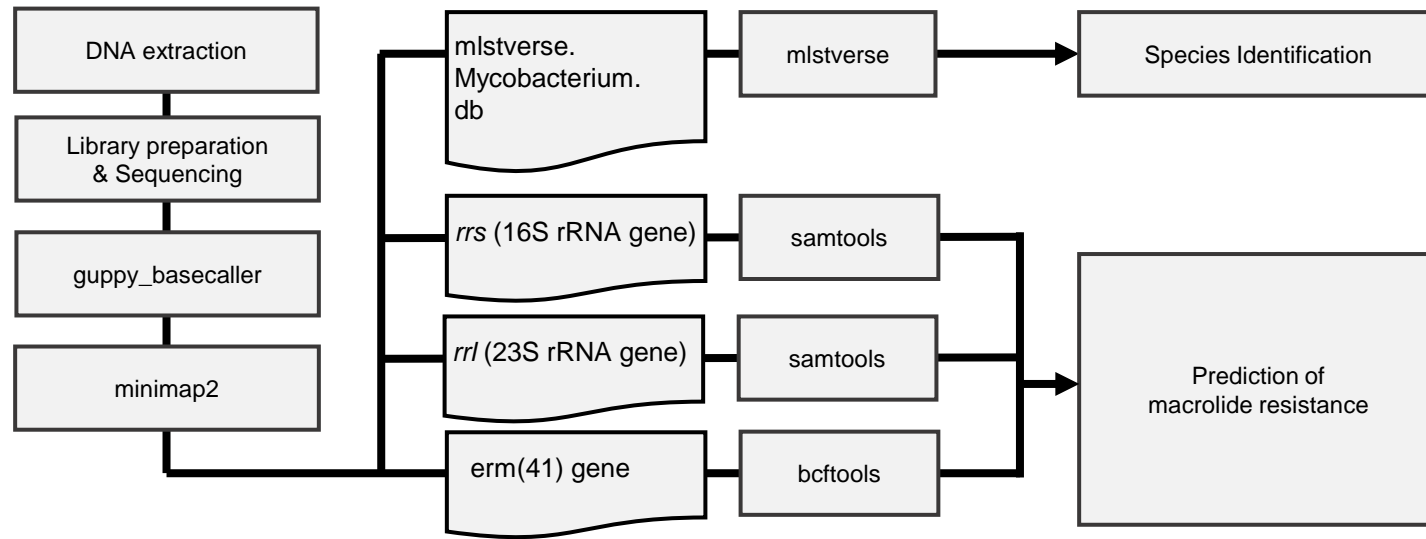 DNA extraction
Library preparation
& Sequencing
guppy_basecaller
minimap2
mlstverse.
Mycobacterium.
db
mlstverse
Species Identification
rrs (16S rRNA gene)
samtools
rrl (23S rRNA gene)
samtools
erm(41) gene
bcftools
Prediction of
macrolide resistance